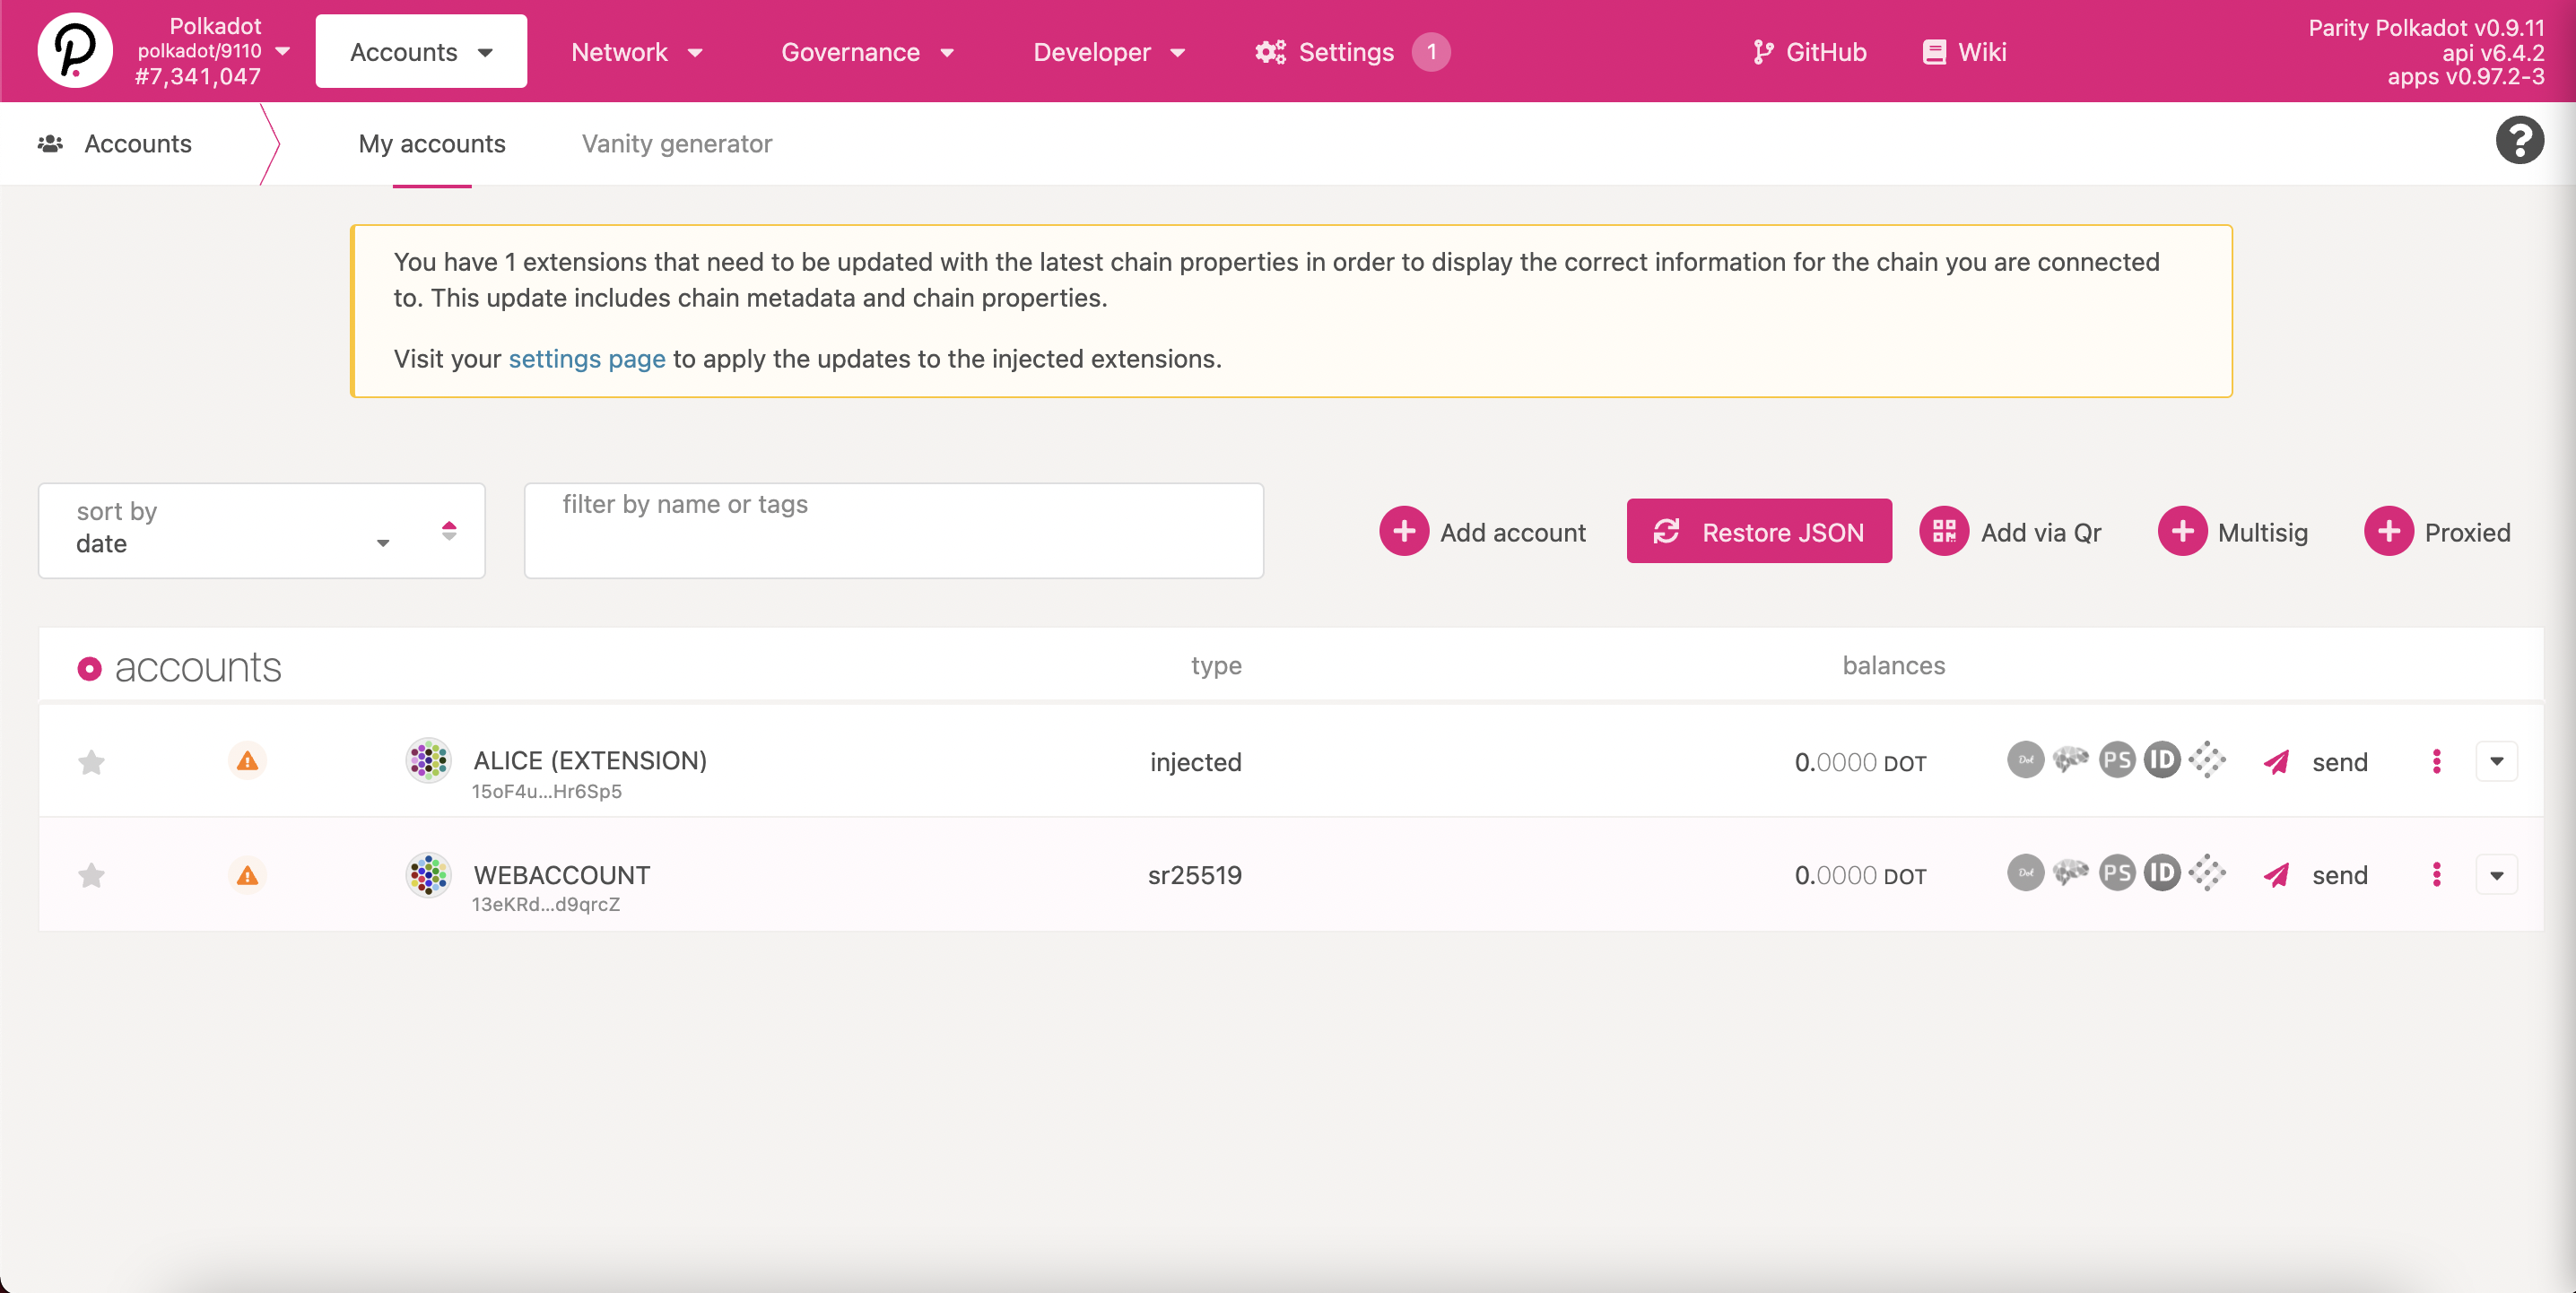 Polkadot
polkadot/9110
#7,341,047
Accounts
Network
Governance
Developer
Settings
1
GitHub
Wiki
Parity Polkadot v0.9.11
api v6.4.2
apps v0.97.2-3
Accounts
My accounts
Vanity generator
You have 1 extensions that need to be updated with the latest chain properties in order to display the correct information for the chain you are connected
to. This update includes chain metadata and chain properties.
Visit your settings page to apply the updates to the injected extensions.
sort by
date
filter by name or tags
Add account
Restore JSON
Add via Qr
Multisig
Proxied
accounts
type
balances
ALICE (EXTENSION)
15oF4u...Hr6Sp5
injected
0.0000 DOT
Dot
PS
ID
send
WEBACCOUNT
13eKRd...d9qrcZ
sr25519
0.0000 DOT
Dot
PS
ID
send